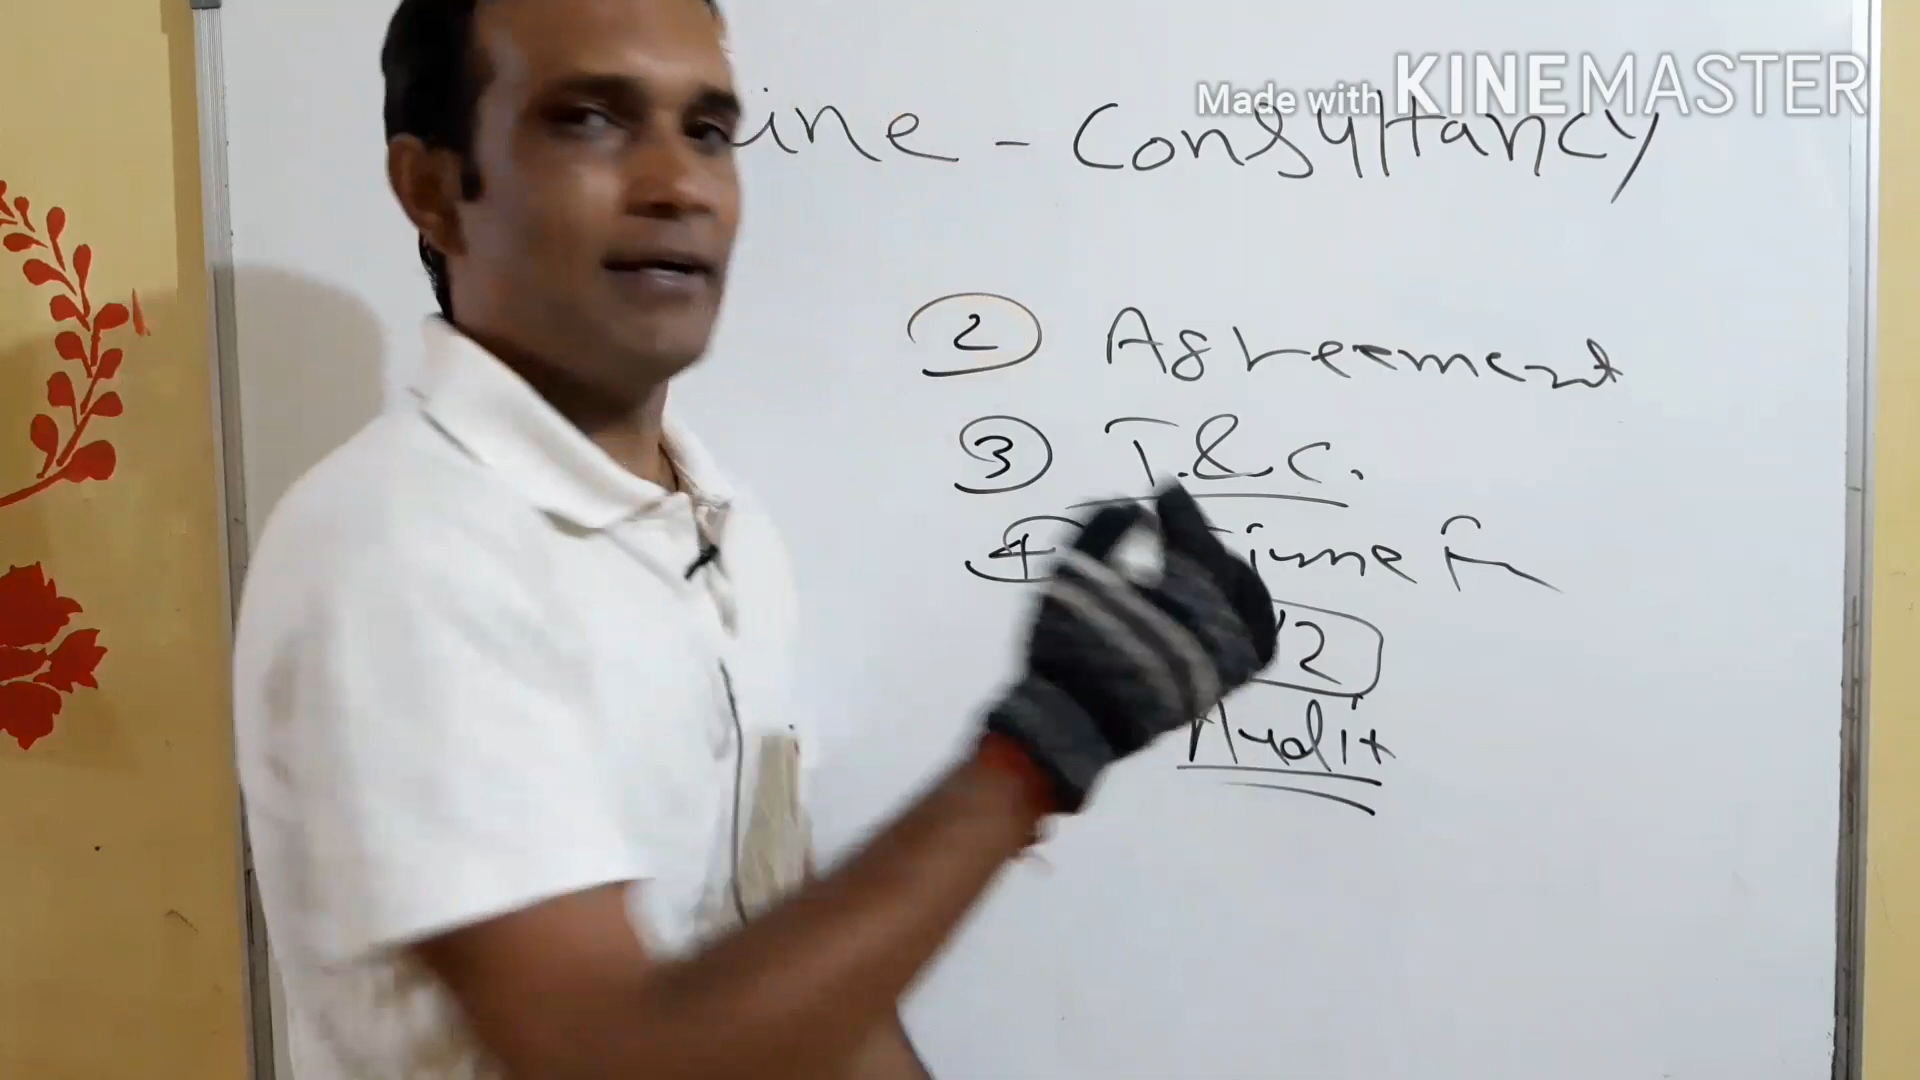 Made with KINEMASTER
ine - Consultancy
2 Agreement
3 T. & C.
4 Time
2
Audit